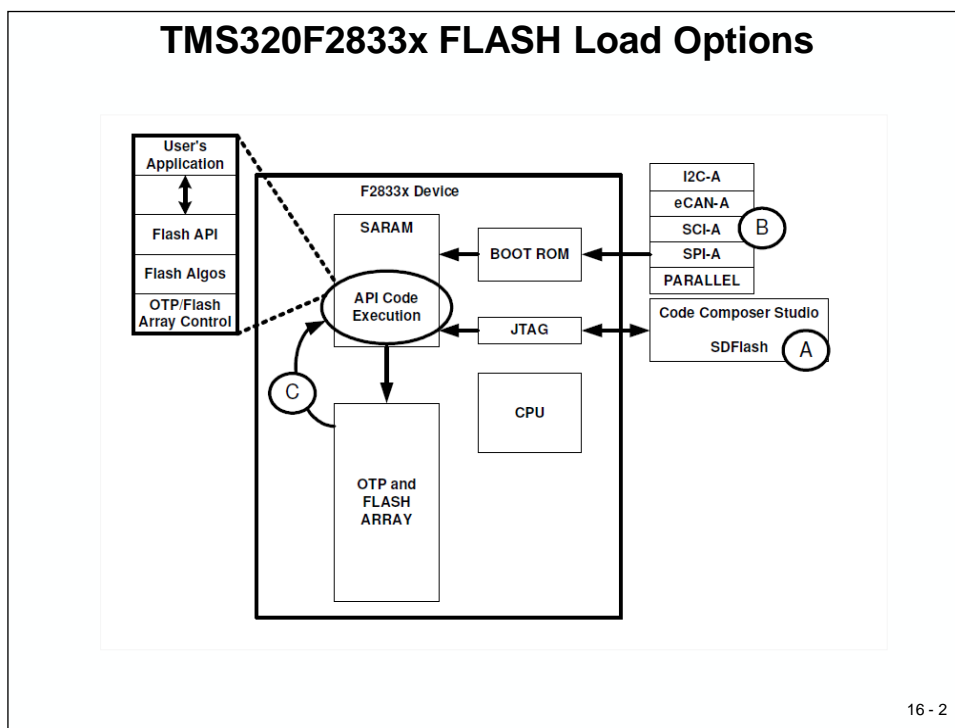 TMS320F2833x FLASH Load Options
User's
Application
Flash API
Flash Algos
OTP/Flash
Array Control
F2833x Device
SARAM
API Code
Execution
C
OTP and
FLASH
ARRAY
BOOT ROM
JTAG
CPU
I2C-A
eCAN-A
SCI-A
B
SPI-A
PARALLEL
Code Composer Studio
SDFlash
A
16 - 2